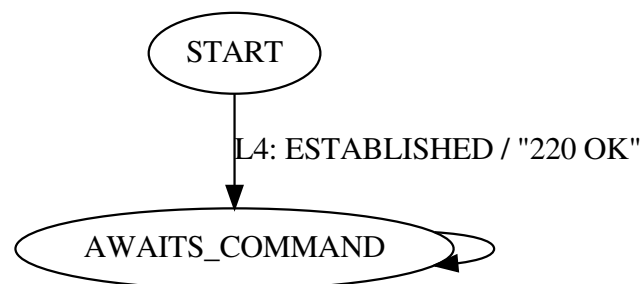 START
L4: ESTABLISHED / "220 OK"
AWAITS_COMMAND